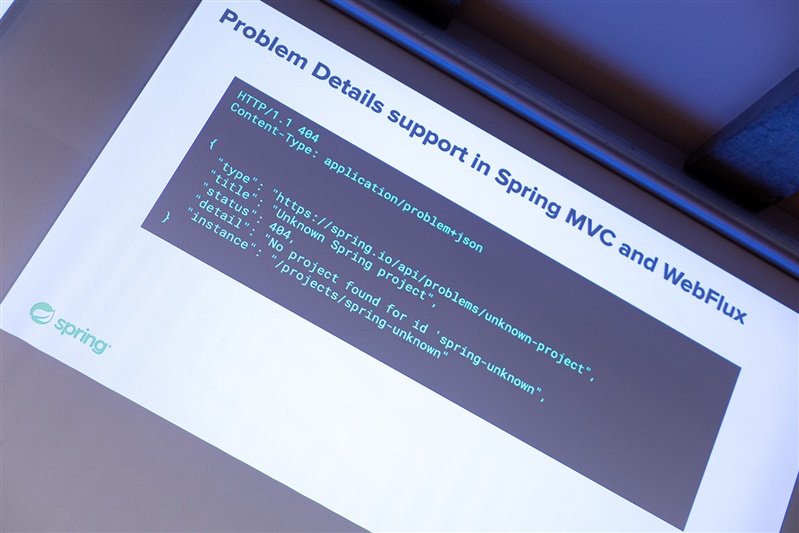 Problem Details support in Spring MVC and WebFlux
HTTP/1.1 404
Content-Type: application/problem+json
{
"type": "https://spring.io/api/problems/unknown-project",
"title": "Unknown Spring project",
"status": 404,
"detail": "No project found for id 'spring-unknown",
"instance": "/projects/spring-unknown"
}
spring